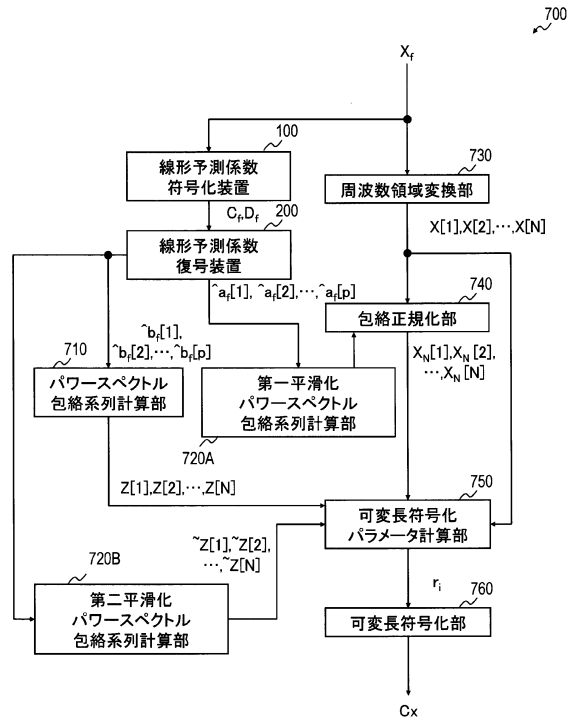 700
X_f
100
線形予測係数
符号化装置
730
周波数領域変換部
C_f,D_f
200
X[1],X[2],…,X[N]
線形予測係数
復号装置
^a_f[1], ^a_f[2],…,^a_f[p]
740
包絡正規化部
^b_f[1],
^b_f[2],…,^b_f[p]
710
パワースペクトル
包絡系列計算部
第一平滑化
パワースペクトル
包絡系列計算部
720A
X_N[1],X_N[2],
…,X_N[N]
Z[1],Z[2],…,Z[N]
750
可変長符号化
パラメータ計算部
~Z[1],~Z[2],
…,~Z[N]
720B
第二平滑化
パワースペクトル
包絡系列計算部
r_i
760
可変長符号化部
Cx